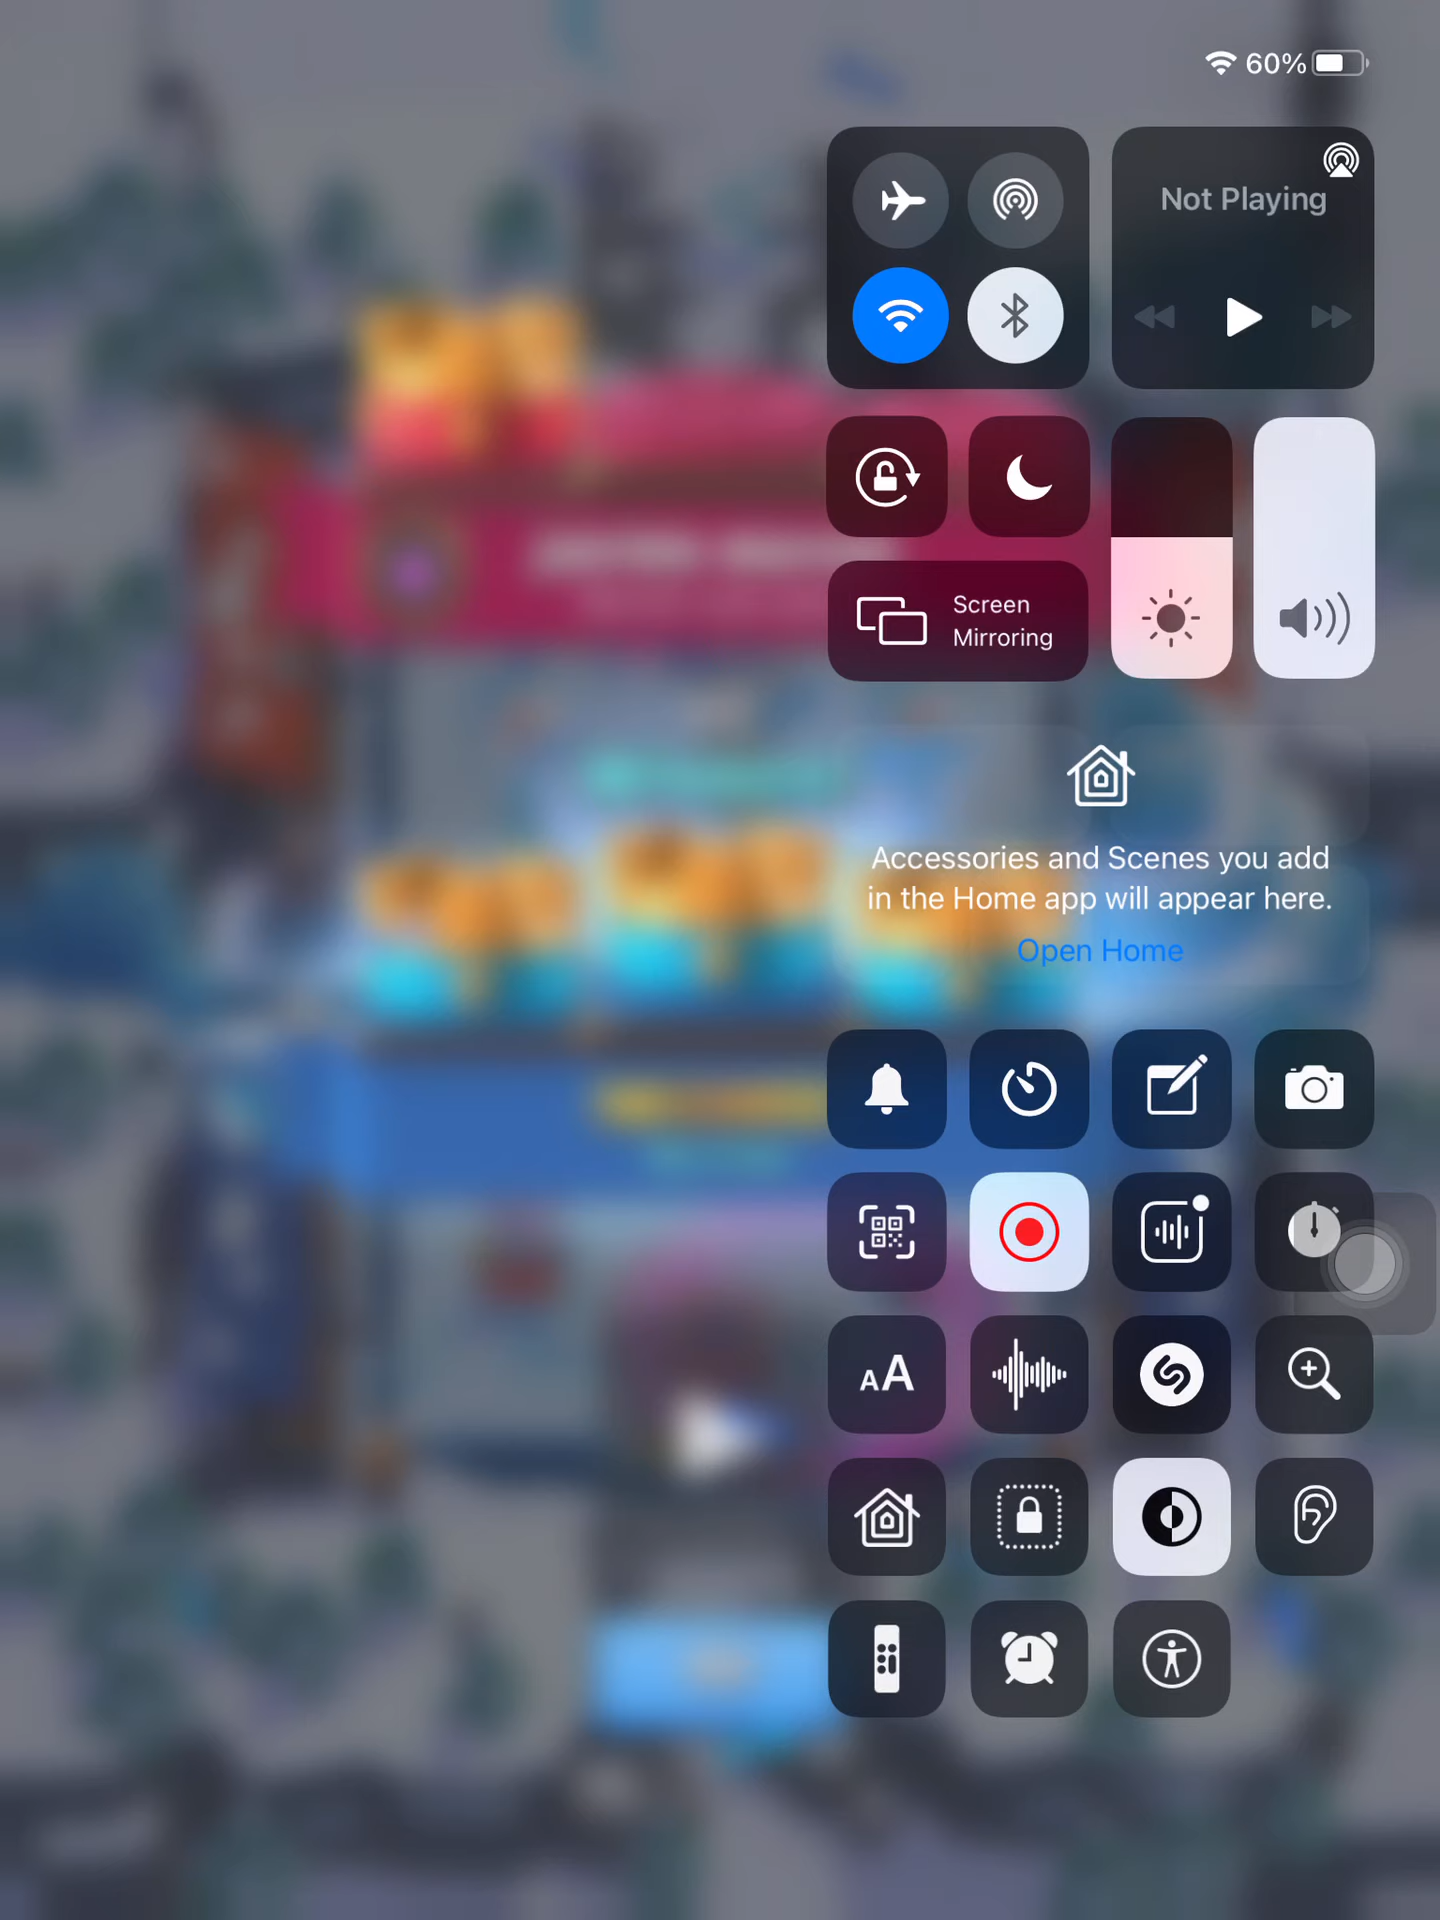 60%
Not Playing
Screen
Mirroring
Accessories and Scenes you add
in the Home app will appear here.
Open Home
AA